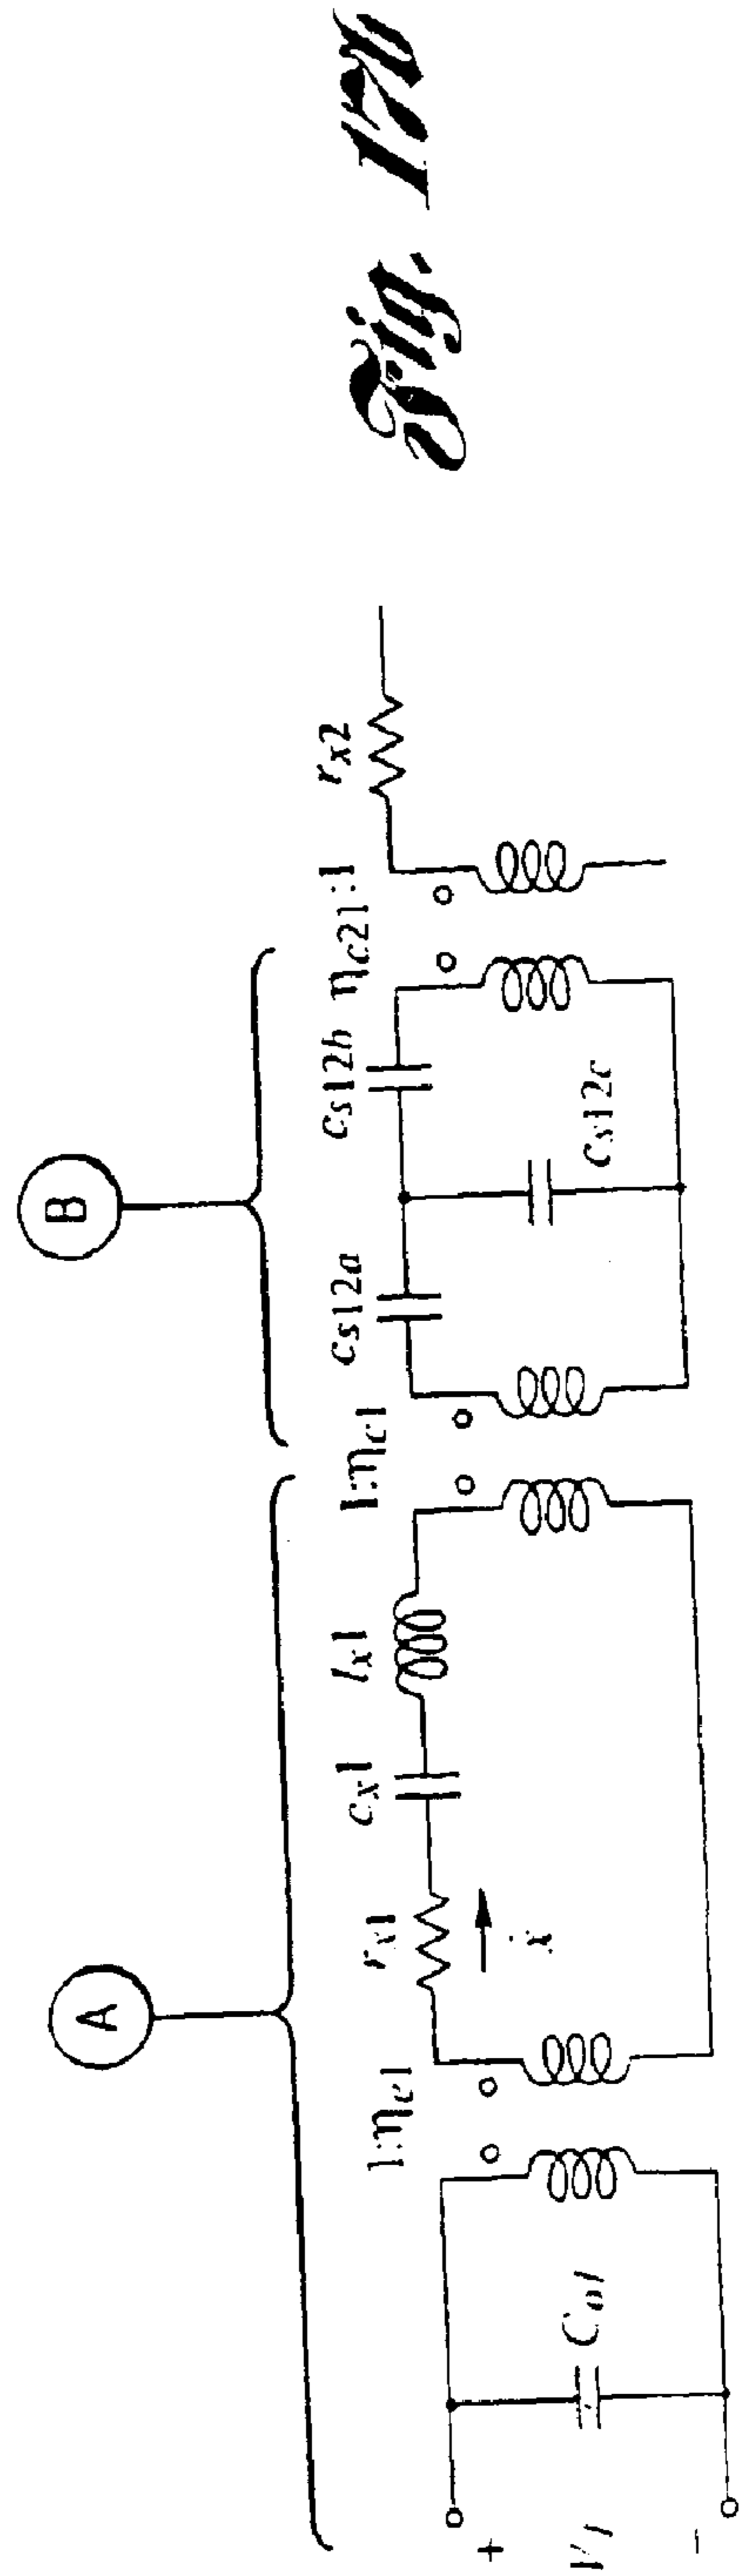 A
B
1:ηe1
rx1
cx1
lx1
1:ηc1
cs12a
cs12b
ηc21:1
rx2
ẋ
+
V1
−
Co1
cs12c
Fig. 17b